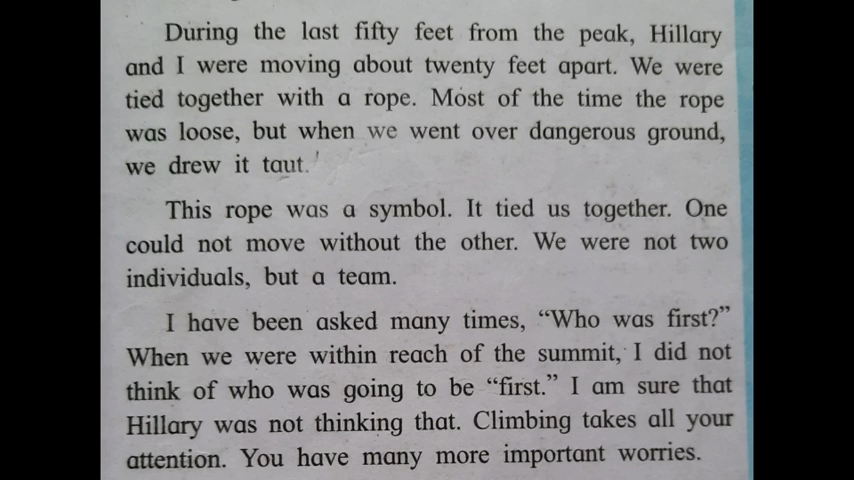 During the last fifty feet from the peak, Hillary
and I were moving about twenty feet apart. We were
tied together with a rope. Most of the time the rope
was loose, but when we went over dangerous ground,
we drew it taut.
This rope was a symbol. It tied us together. One
could not move without the other. We were not two
individuals, but a team.
I have been asked many times, “Who was first?”
When we were within reach of the summit, I did not
think of who was going to be “first.” I am sure that
Hillary was not thinking that. Climbing takes all your
attention. You have many more important worries.